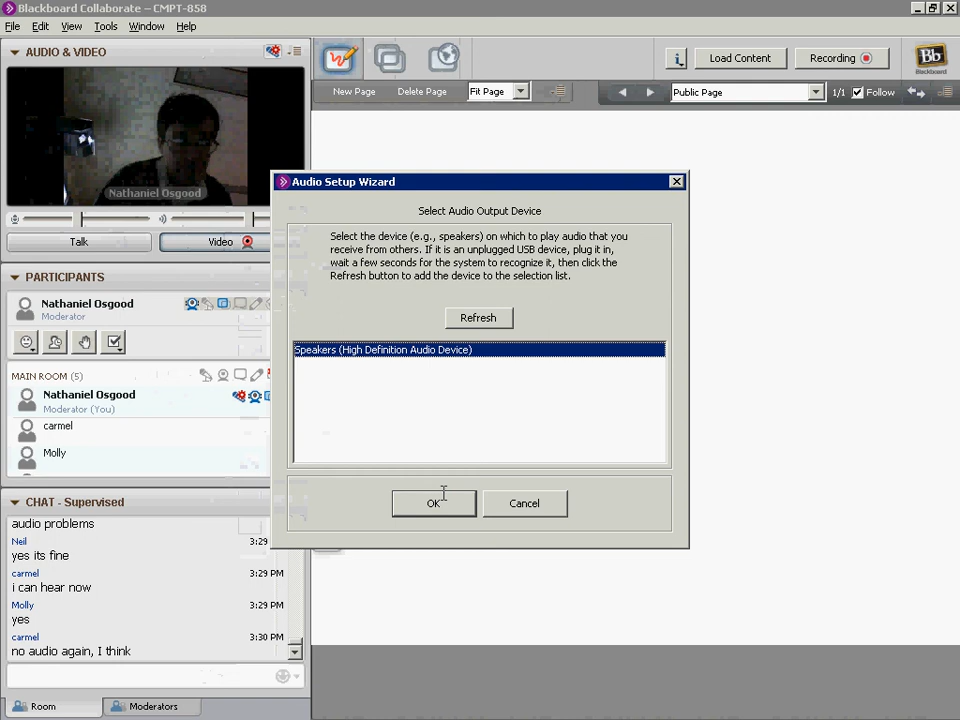 Blackboard Collaborate – CMPT-858
File Edit View Tools Window Help
AUDIO & VIDEO
Nathaniel Osgood
Talk
Video
PARTICIPANTS
Nathaniel Osgood
Moderator
MAIN ROOM (5)
Nathaniel Osgood
Moderator (You)
carmel
Molly
CHAT - Supervised
audio problems
Neil 3:29
yes its fine
carmel 3:29 PM
i can hear now
Molly 3:29 PM
yes
carmel 3:30 PM
no audio again, I think
Room
Moderators
Load Content
Recording
Bb
Blackboard
New Page Delete Page Fit Page
Public Page 1/1 Follow
Audio Setup Wizard
Select Audio Output Device
Select the device (e.g., speakers) on which to play audio that you
receive from others. If it is an unplugged USB device, plug it in,
wait a few seconds for the system to recognize it, then click the
Refresh button to add the device to the selection list.
Refresh
Speakers (High Definition Audio Device)
OK
Cancel